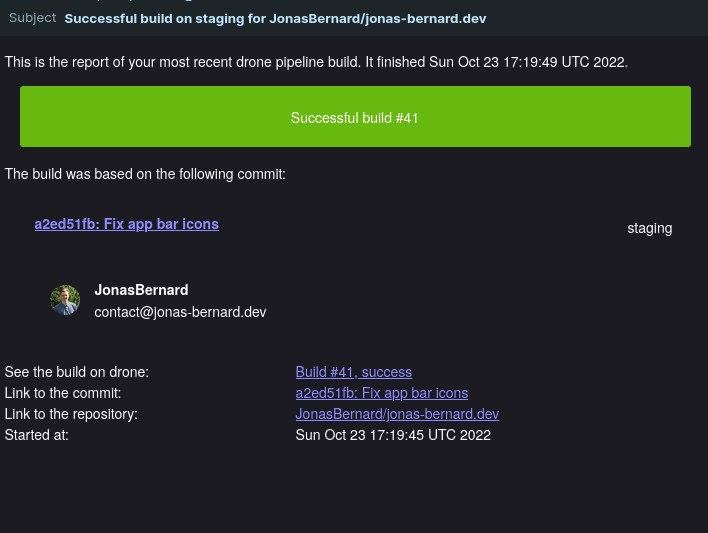 Subject Successful build on staging for JonasBernard/jonas-bernard.dev
This is the report of your most recent drone pipeline build. It finished Sun Oct 23 17:19:49 UTC 2022.
Successful build #41
The build was based on the following commit:
a2ed51fb: Fix app bar icons
staging
JonasBernard
contact@jonas-bernard.dev
See the build on drone: Build #41, success
Link to the commit: a2ed51fb: Fix app bar icons
Link to the repository: JonasBernard/jonas-bernard.dev
Started at: Sun Oct 23 17:19:45 UTC 2022